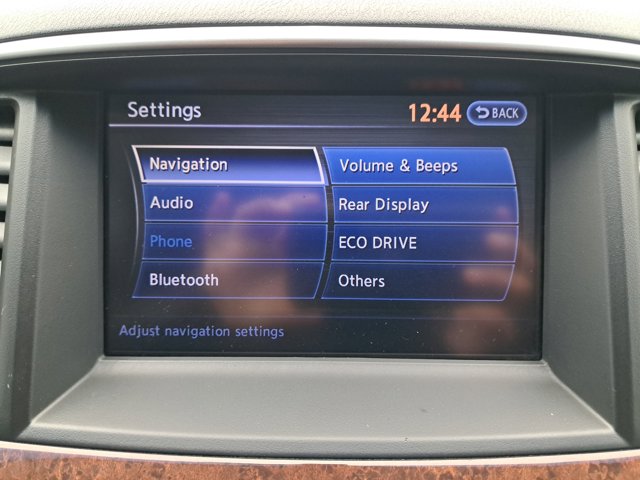 Settings
12:44
BACK
Navigation
Volume & Beeps
Audio
Rear Display
Phone
ECO DRIVE
Bluetooth
Others
Adjust navigation settings